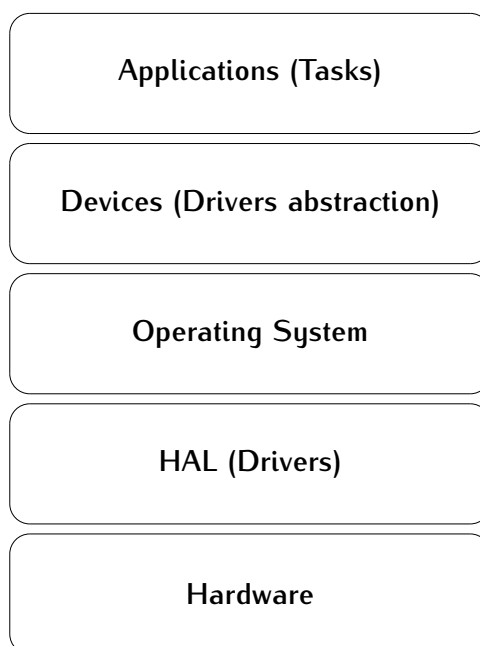 Applications (Tasks)
Devices (Drivers abstraction)
Operating System
HAL (Drivers)
Hardware